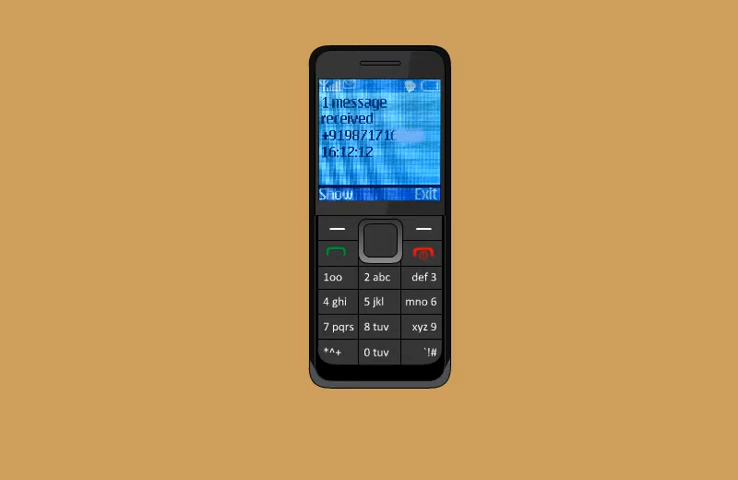 1 message
received
+91987171
16:12:12
Show Exit
1oo 2 abc def 3
4 ghi 5 jkl mno 6
7 pqrs 8 tuv xyz 9
*^+ 0 tuv `!#